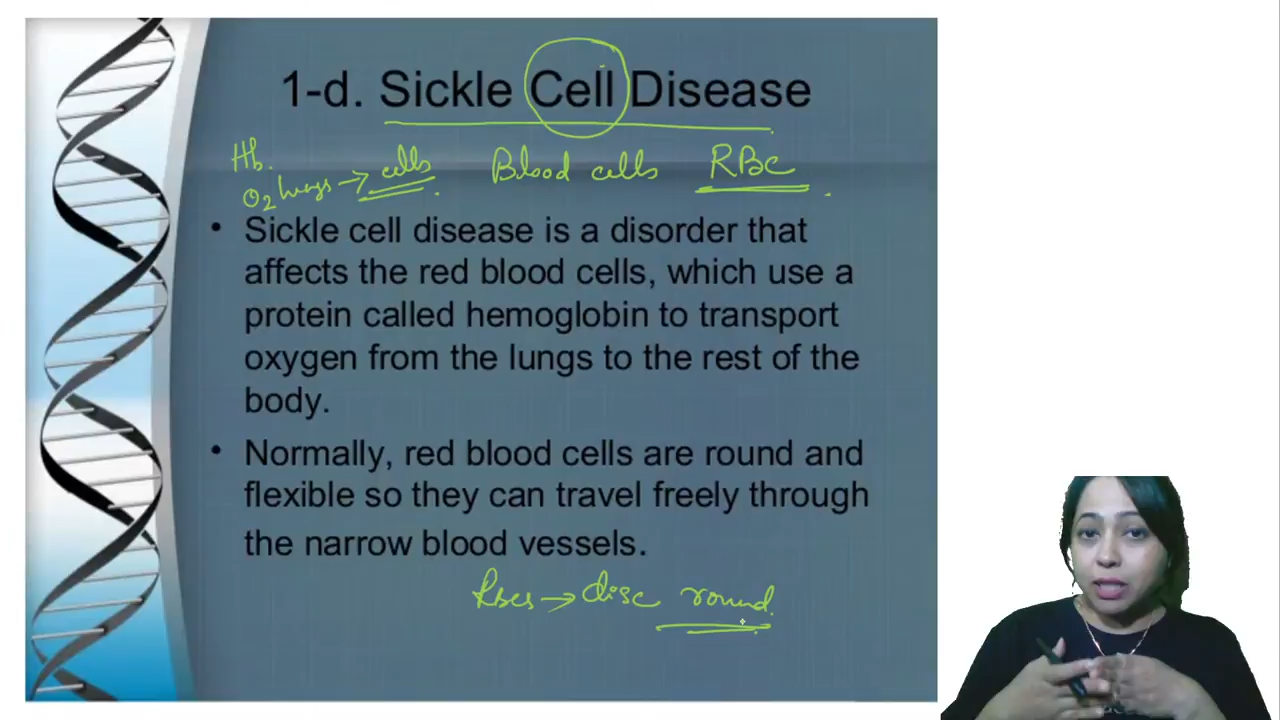 1-d. Sickle Cell Disease
Hb.
O2 lungs → cells Blood cells RBC
• Sickle cell disease is a disorder that
affects the red blood cells, which use a
protein called hemoglobin to transport
oxygen from the lungs to the rest of the
body.
• Normally, red blood cells are round and
flexible so they can travel freely through
the narrow blood vessels.
RBCs → disc round